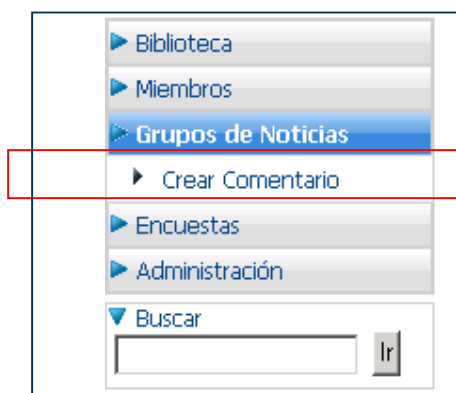 Biblioteca
Miembros
Grupos de Noticias
Crear Comentario
Encuestas
Administración
Buscar
Ir